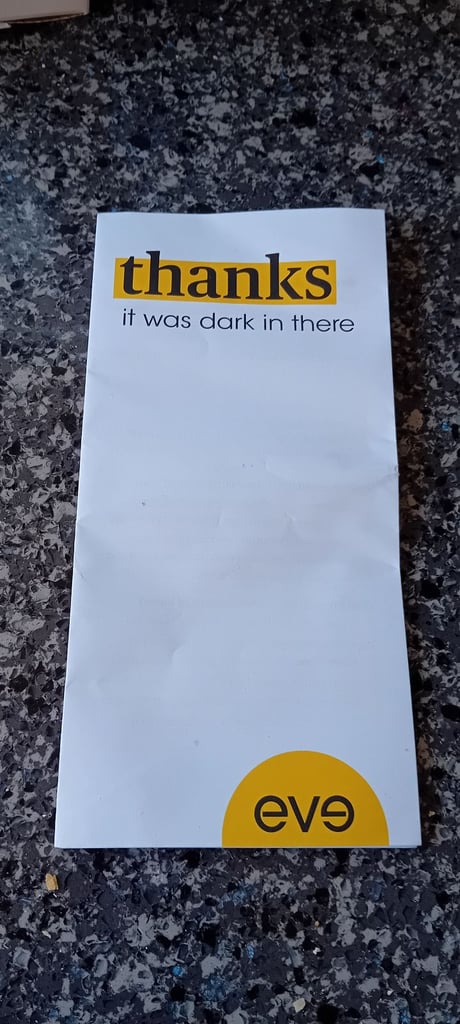 thanks
it was dark in there
eve